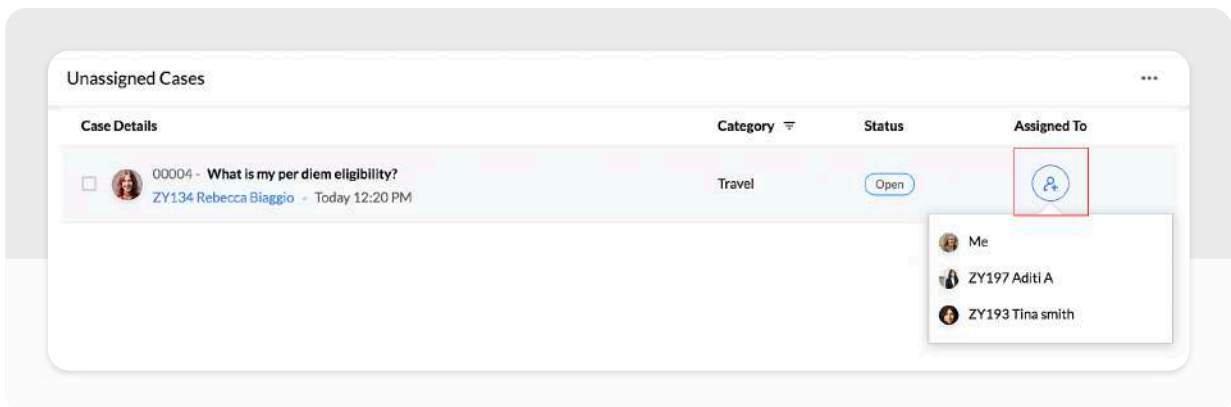 Unassigned Cases
Case Details Category Status Assigned To
00004 - What is my per diem eligibility?
ZY134 Rebecca Biaggio - Today 12:20 PM
Travel
Open
Me
ZY197 Aditi A
ZY193 Tina smith